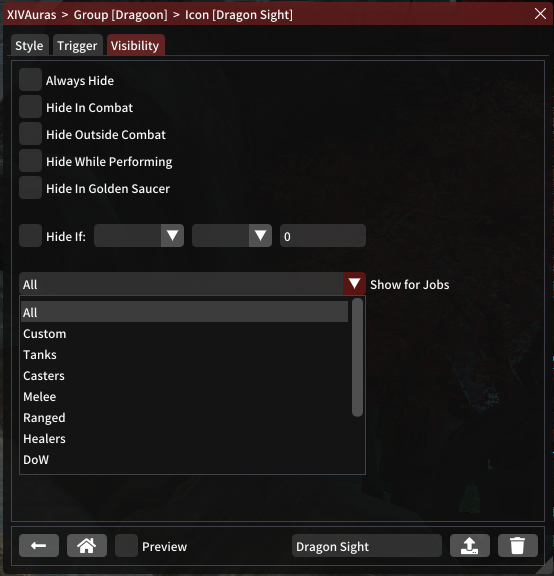 XIVAuras > Group [Dragoon] > Icon [Dragon Sight]
Style Trigger Visibility
Always Hide
Hide In Combat
Hide Outside Combat
Hide While Performing
Hide In Golden Saucer
Hide If: 0
All Show for Jobs
All
Custom
Tanks
Casters
Melee
Ranged
Healers
DoW
Preview Dragon Sight